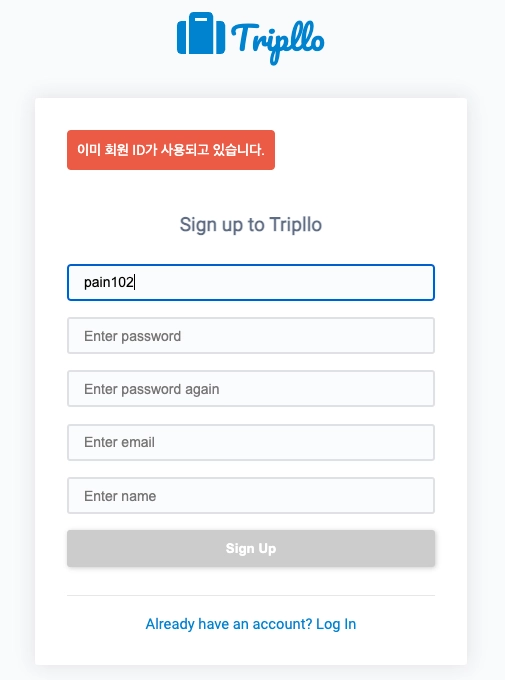 Tripllo
이미 회원 ID가 사용되고 있습니다.
Sign up to Tripllo
pain102
Enter password
Enter password again
Enter email
Enter name
Sign Up
Already have an account? Log In